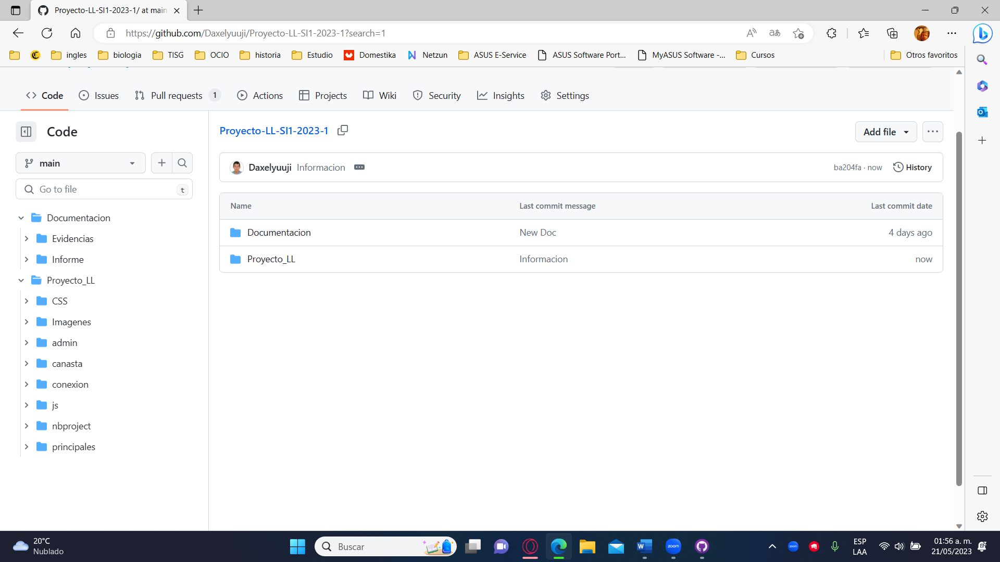 Proyecto-LL-SI1-2023-1/ at main
https://github.com/Daxelyuuji/Proyecto-LL-SI1-2023-1?search=1
ingles
biologia
TISG
OCIO
historia
Estudio
Domestika
Netzun
ASUS E-Service
ASUS Software Port...
MyASUS Software -...
Cursos
Otros favoritos
Code
Issues
Pull requests 1
Actions
Projects
Wiki
Security
Insights
Settings
Code
main
Go to file
t
Documentacion
Evidencias
Informe
Proyecto_LL
CSS
Imagenes
admin
canasta
conexion
js
nbproject
principales
Proyecto-LL-SI1-2023-1
Add file
Daxelyuuji Informacion
ba204fa · now
History
Name Last commit message Last commit date
Documentacion New Doc 4 days ago
Proyecto_LL Informacion now
20°C
Nublado
Buscar
zoom
zoom
ESP
LAA
01:56 a. m.
21/05/2023